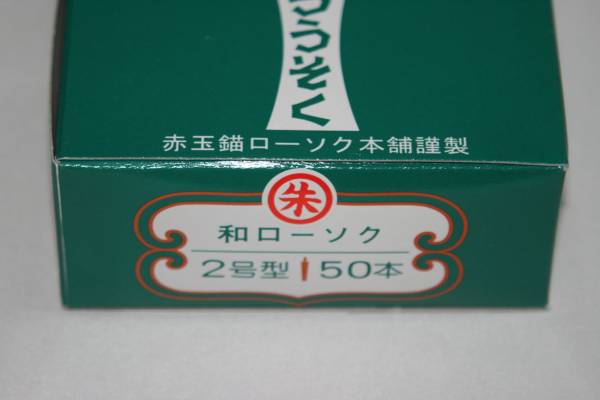 ろうそく
赤玉錨ローソク本舗謹製
朱
和ローソク
2号型 50本